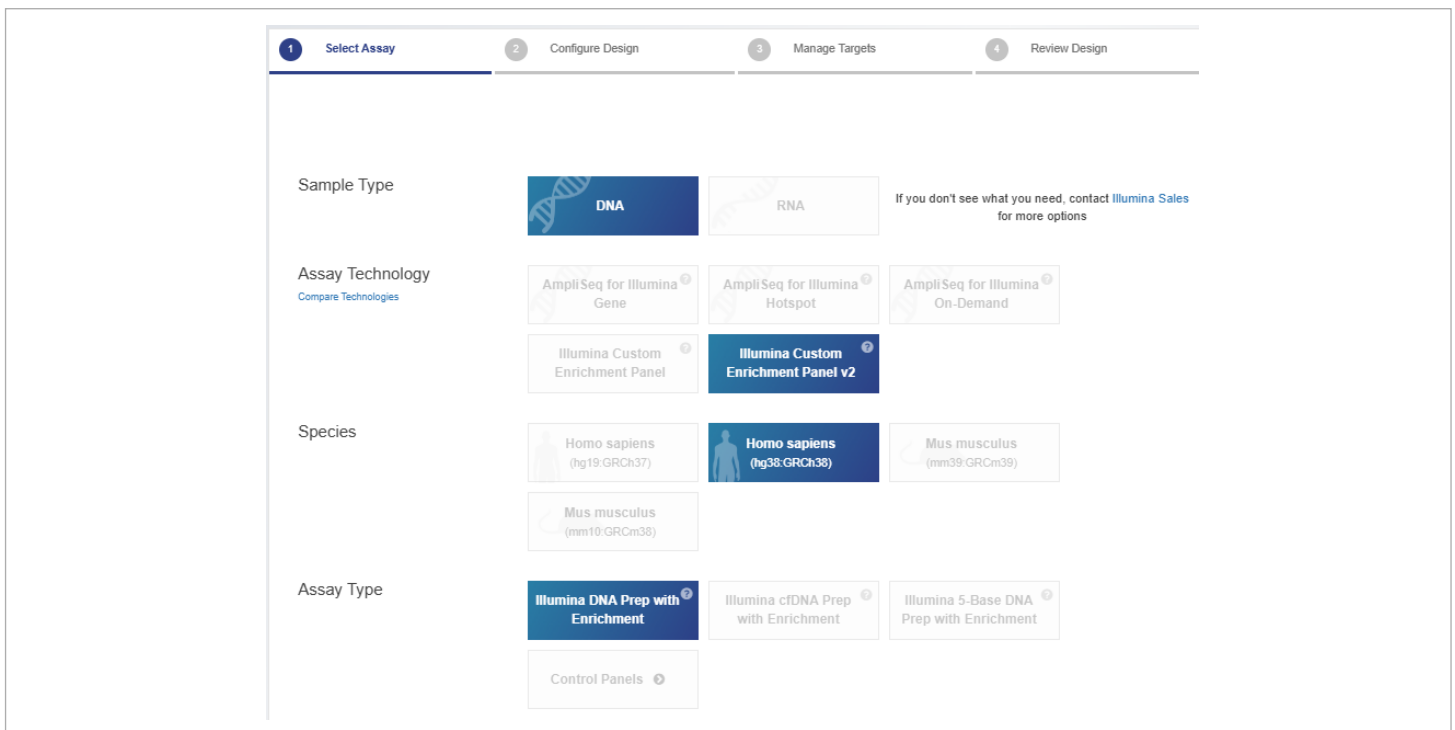 1 Select Assay 2 Configure Design 3 Manage Targets 4 Review Design
Sample Type
DNA
RNA
If you don't see what you need, contact Illumina Sales
for more options
Assay Technology
Compare Technologies
AmpliSeq for Illumina ?
Gene
AmpliSeq for Illumina ?
Hotspot
AmpliSeq for Illumina ?
On-Demand
Illumina Custom ?
Enrichment Panel
Illumina Custom ?
Enrichment Panel v2
Species
Homo sapiens
(hg19:GRCh37)
Homo sapiens
(hg38:GRCh38)
Mus musculus
(mm39:GRCm39)
Mus musculus
(mm10:GRCm38)
Assay Type
Illumina DNA Prep with ?
Enrichment
Illumina cfDNA Prep ?
with Enrichment
Illumina 5-Base DNA ?
Prep with Enrichment
Control Panels